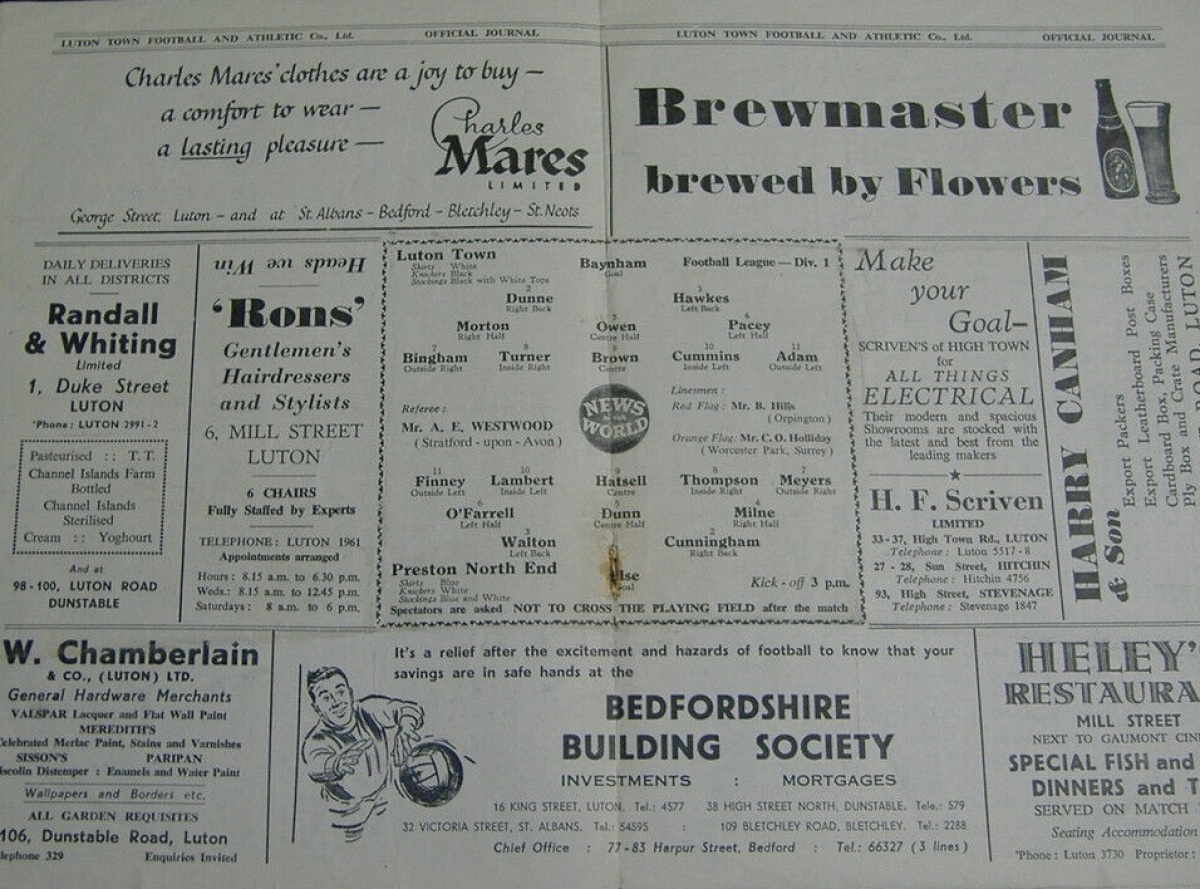 LUTON TOWN FOOTBALL AND ATHLETIC Co., Ltd. OFFICIAL JOURNAL
LUTON TOWN FOOTBALL AND ATHLETIC Co., Ltd. OFFICIAL JOURNAL
Charles Mares' clothes are a joy to buy —
a comfort to wear —
a lasting pleasure —
Charles
Mares
LIMITED
George Street, Luton - and at St. Albans - Bedford - Bletchley - St. Neots
Brewmaster
brewed by Flowers
DAILY DELIVERIES
IN ALL DISTRICTS
Randall
& Whiting
Limited
1, Duke Street
LUTON
'Phone: LUTON 2991-2
Pasteurised :: T. T.
Channel Islands Farm
Bottled
Channel Islands
Sterilised
Cream :: Yoghourt
And at
98-100, LUTON ROAD
DUNSTABLE
Heads we Win
'Rons'
Gentlemen's
Hairdressers
and Stylists
6, MILL STREET
LUTON
6 CHAIRS
Fully Staffed by Experts
TELEPHONE: LUTON 1961
Appointments arranged
Hours: 8.15 a.m. to 6.30 p.m.
Weds.: 8.15 a.m. to 12.45 p.m.
Saturdays: 8 a.m. to 6 p.m.
Luton Town
Shirts White
Knickers Black
Stockings Black with White Tops
Baynham
Goal
Football League — Div. 1
2
Dunne
Right Back
3
Hawkes
Left Back
Morton
Right Half
5
Owen
Centre Half
6
Pacey
Left Half
7
Bingham
Outside Right
8
Turner
Inside Right
9
Brown
Centre
10
Cummins
Inside Left
11
Adam
Outside Left
Referee:
Mr. A. E. WESTWOOD
(Stratford - upon - Avon)
NEWS
OF THE
WORLD
Linesmen:
Red Flag: Mr. B. Hills
(Orpington)
Orange Flag: Mr. C. O. Holliday
(Worcester Park, Surrey)
11
Finney
Outside Left
10
Lambert
Inside Left
9
Hatsell
Centre
8
Thompson
Inside Right
7
Meyers
Outside Right
6
O'Farrell
Left Half
5
Dunn
Centre Half
4
Milne
Right Half
3
Walton
Left Back
2
Cunningham
Right Back
Preston North End
Shirts Blue
Knickers White
Stockings Blue and White
lse
Goal
Kick-off 3 p.m.
Spectators are asked NOT TO CROSS THE PLAYING FIELD after the match
Make
your
Goal—
SCRIVEN'S of HIGH TOWN
for
ALL THINGS
ELECTRICAL
Their modern and spacious
Showrooms are stocked with
the latest and best from the
leading makers
H. F. Scriven
LIMITED
33-37, High Town Rd., LUTON
Telephone: Luton 5517-8
27 - 28, Sun Street, HITCHIN
Telephone: Hitchin 4756
93, High Street, STEVENAGE
Telephone: Stevenage 1847
HARRY CANHAM
& Son
Export Packers
Export Leatherboard Post Boxes
Cardboard Box, Packing Case
Ply Box and Crate Manufacturers
ROAD, LUTON
W. Chamberlain
& CO., (LUTON) LTD.
General Hardware Merchants
VALSPAR Lacquer and Flat Wall Paint
MEREDITH'S
Celebrated Merlac Paint, Stains and Varnishes
SISSON'S PARIPAN
iscolin Distemper : Enamels and Water Paint
Wallpapers and Borders etc.
ALL GARDEN REQUISITES
106, Dunstable Road, Luton
lephone 329 Enquiries Invited
It's a relief after the excitement and hazards of football to know that your
savings are in safe hands at the
BEDFORDSHIRE
BUILDING SOCIETY
INVESTMENTS : MORTGAGES
16 KING STREET, LUTON. Tel.: 4577 38 HIGH STREET NORTH, DUNSTABLE. Tele.: 579
32 VICTORIA STREET, ST. ALBANS. Tel.: 54595 : 109 BLETCHLEY ROAD, BLETCHLEY. Tel.: 2288
Chief Office : 77-83 Harpur Street, Bedford : Tel.: 66327 (3 lines)
HELEY'
RESTAURA
MILL STREET
NEXT TO GAUMONT CIN
SPECIAL FISH and
DINNERS and T
SERVED ON MATCH
Seating Accommodation
'Phone: Luton 3730 Proprietor: